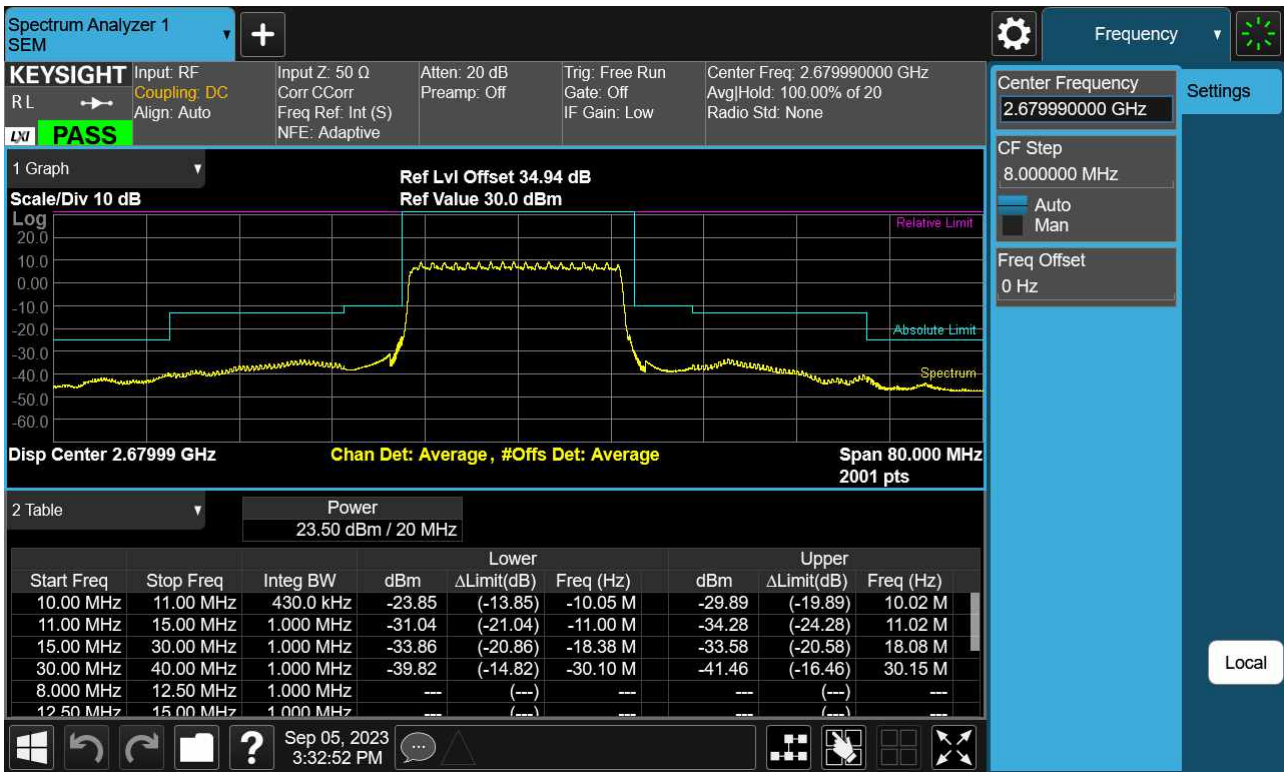 Spectrum Analyzer 1
SEM
Frequency
KEYSIGHT
RL
LXI PASS
Input: RF
Coupling: DC
Align: Auto
Input Z: 50 Ω
Corr CCorr
Freq Ref: Int (S)
NFE: Adaptive
Atten: 20 dB
Preamp: Off
Trig: Free Run
Gate: Off
IF Gain: Low
Center Freq: 2.679990000 GHz
Avg|Hold: 100.00% of 20
Radio Std: None
Center Frequency
2.679990000 GHz
Settings
CF Step
8.000000 MHz
Auto
Man
Freq Offset
0 Hz
Local
1 Graph
Ref Lvl Offset 34.94 dB
Scale/Div 10 dB
Ref Value 30.0 dBm
Log
Relative Limit
20.0
10.0
0.00
-10.0
-20.0
Absolute Limit
-30.0
-40.0
Spectrum
-50.0
-60.0
Disp Center 2.67999 GHz
Chan Det: Average, #Offs Det: Average
Span 80.000 MHz
2001 pts
2 Table
Power
23.50 dBm / 20 MHz
Lower Upper
Start Freq Stop Freq Integ BW dBm ΔLimit(dB) Freq (Hz) dBm ΔLimit(dB) Freq (Hz)
10.00 MHz 11.00 MHz 430.0 kHz -23.85 (-13.85) -10.05 M -29.89 (-19.89) 10.02 M
11.00 MHz 15.00 MHz 1.000 MHz -31.04 (-21.04) -11.00 M -34.28 (-24.28) 11.02 M
15.00 MHz 30.00 MHz 1.000 MHz -33.86 (-20.86) -18.38 M -33.58 (-20.58) 18.08 M
30.00 MHz 40.00 MHz 1.000 MHz -39.82 (-14.82) -30.10 M -41.46 (-16.46) 30.15 M
8.000 MHz 12.50 MHz 1.000 MHz --- (---) --- --- (---) ---
12.50 MHz 15.00 MHz 1.000 MHz --- (---) --- --- (---) ---
?
Sep 05, 2023
3:32:52 PM